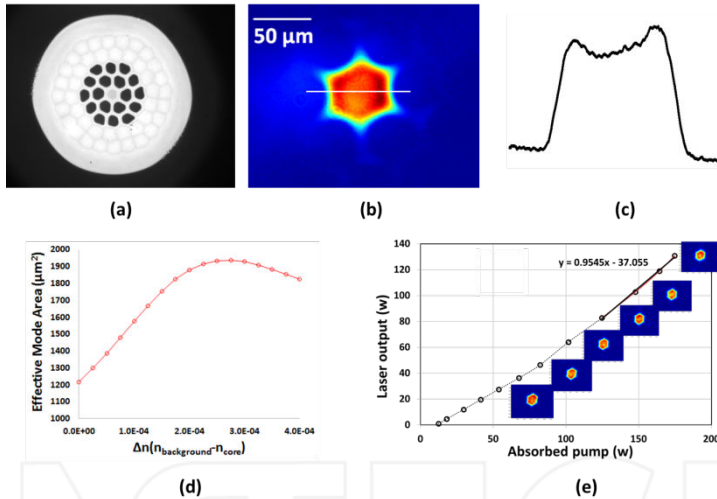 50 µm
(a)
(b)
(c)
2000
1900
1800
1700
1600
1500
1400
1300
1200
1100
1000
Effective Mode Area (µm²)
0.0E+00
1.0E-04
2.0E-04
3.0E-04
4.0E-04
Δn(nbackground-ncore)
(d)
140
120
100
80
60
40
20
0
Laser output (w)
y = 0.9545x - 37.055
0
50
100
150
200
Absorbed pump (w)
(e)